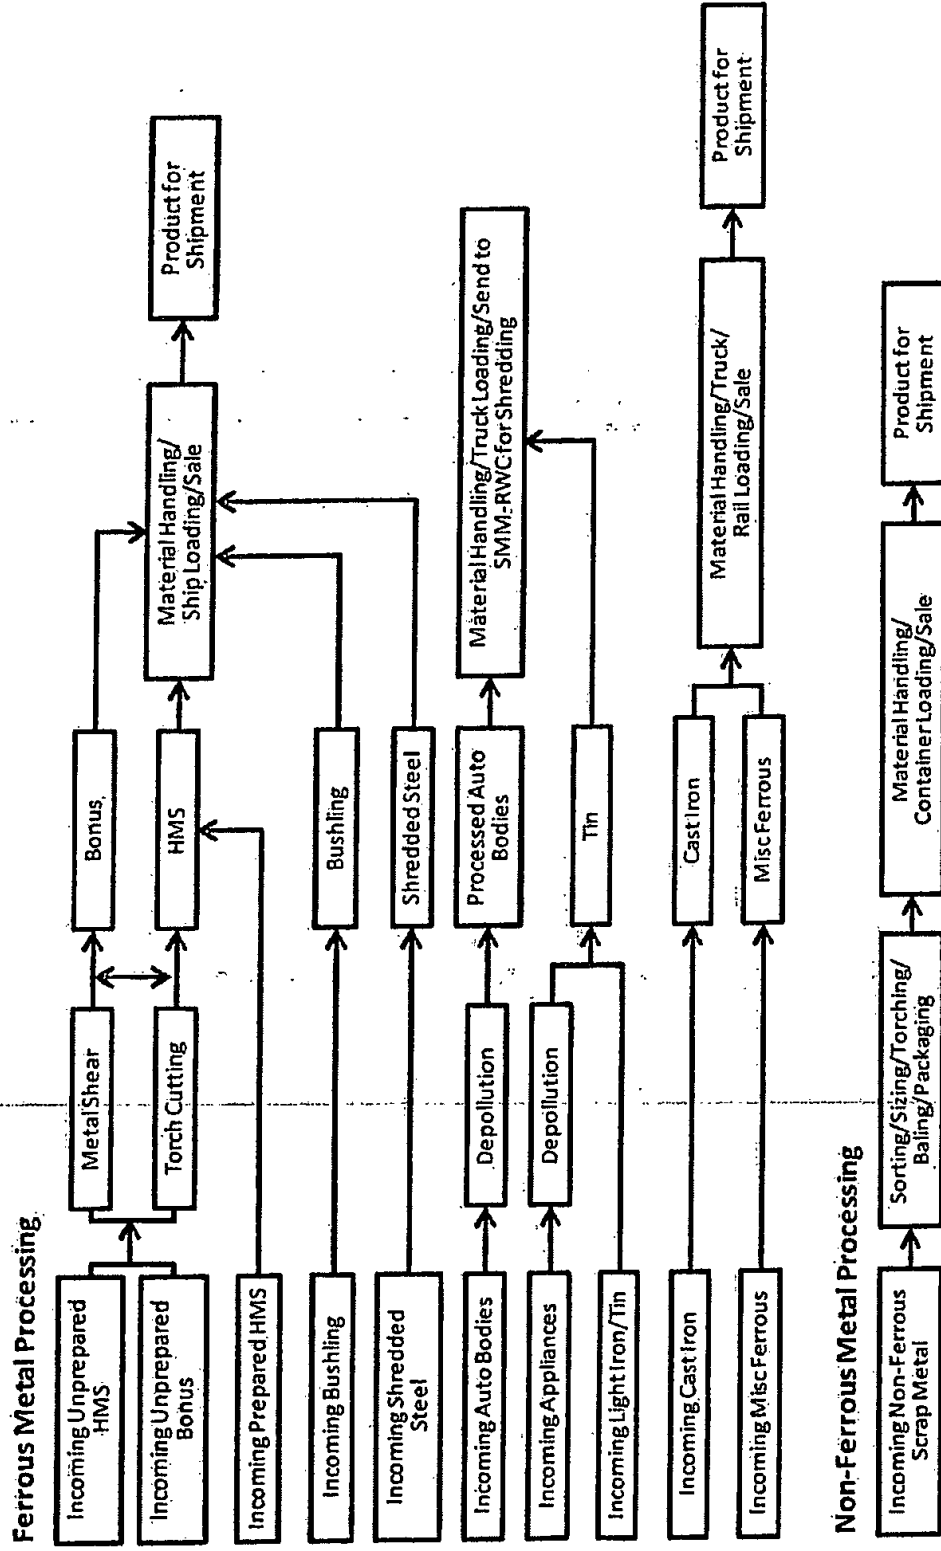 Ferrous Metal Processing
Incoming Unprepared
HMS
Incoming Unprepared
Bonus
Metal Shear
Torch Cutting
Bonus
HMS
Material Handling/
Ship Loading/Sale
Product for
Shipment
Incoming Prepared HMS
Incoming Bushling
Bushling
Incoming Shredded
Steel
Shredded Steel
Incoming Auto Bodies
Depollution
Processed Auto
Bodies
Material Handling/Truck Loading/Send to
SMM-RWC for Shredding
Incoming Appliances
Depollution
Tin
Incoming Light Iron/Tin
Incoming Cast Iron
Cast Iron
Incoming Misc Ferrous
Misc Ferrous
Material Handling/Truck/
Rail Loading/Sale
Product for
Shipment
Non-Ferrous Metal Processing
Incoming Non-Ferrous
Scrap Metal
Sorting/Sizing/Torching/
Baling/Packaging
Material Handling/
Container Loading/Sale
Product for
Shipment